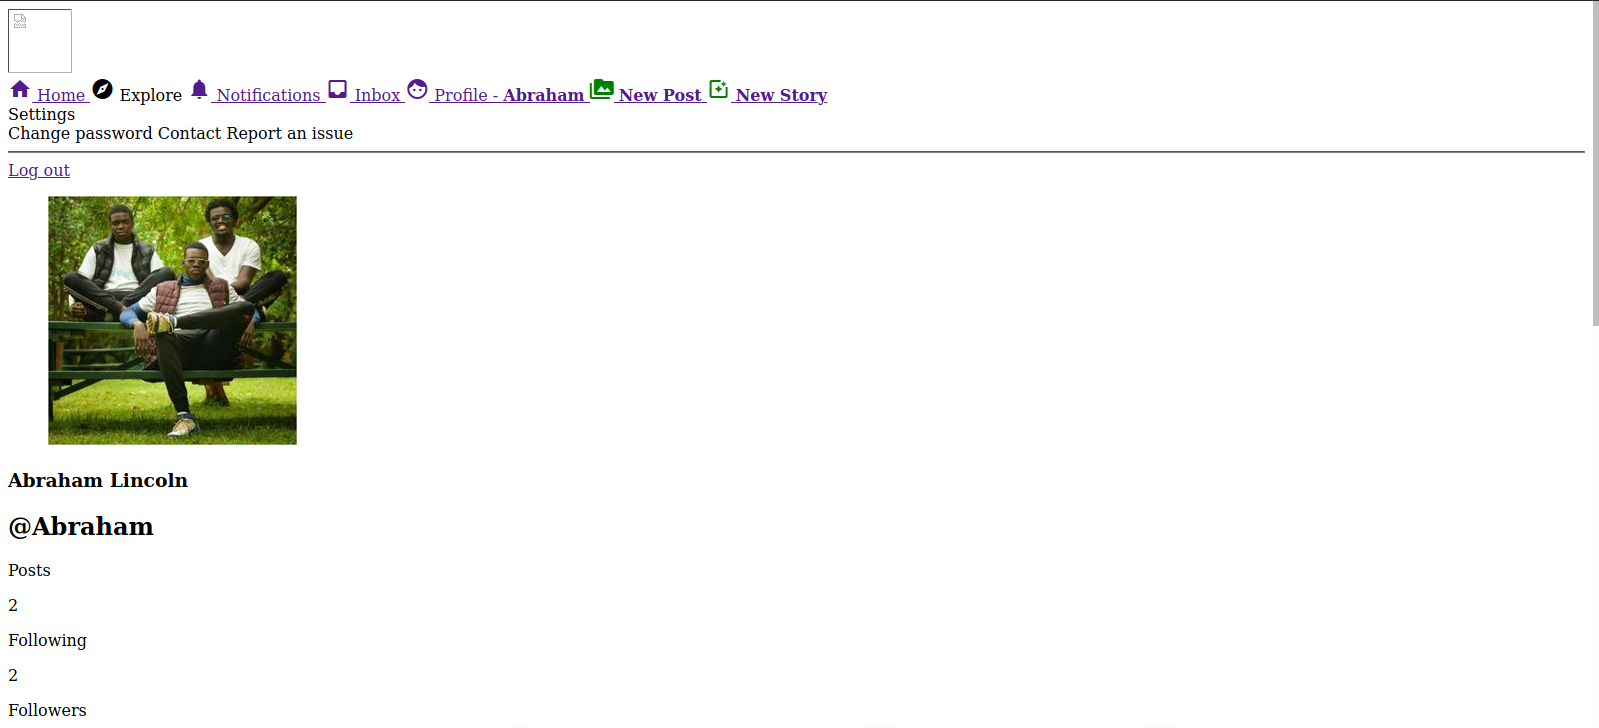 Home Explore Notifications Inbox Profile - Abraham New Post New Story
Settings
Change password Contact Report an issue
Log out
Abraham Lincoln
@Abraham
Posts
2
Following
2
Followers